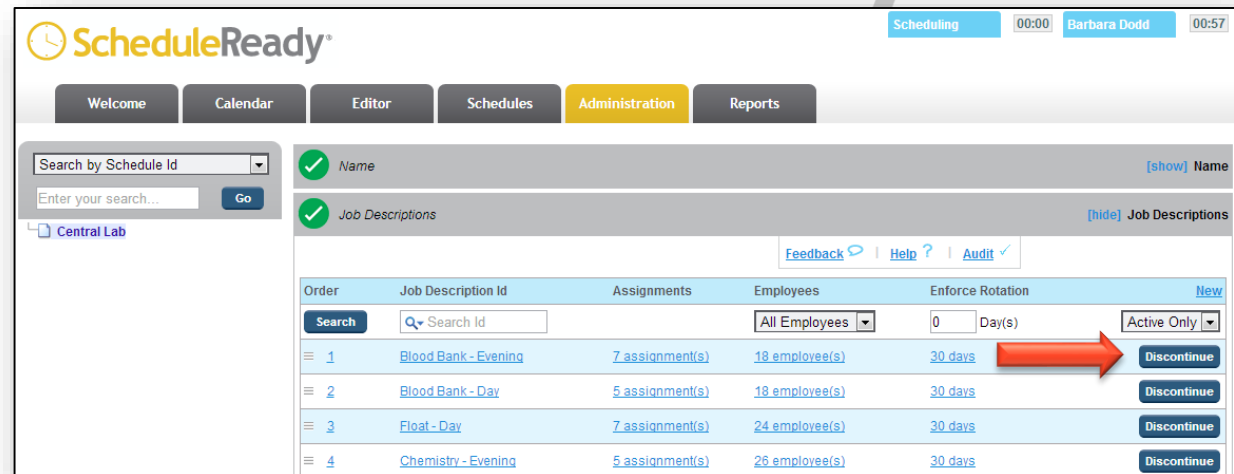 Scheduling 00:00 Barbara Dodd 00:57
ScheduleReady®
Welcome Calendar Editor Schedules Administration Reports
Search by Schedule Id
Enter your search... Go
Central Lab
Name [show] Name
Job Descriptions [hide] Job Descriptions
Feedback | Help ? | Audit ✓
Order Job Description Id Assignments Employees Enforce Rotation New
Search Search Id All Employees 0 Day(s) Active Only
1 Blood Bank - Evening 7 assignment(s) 18 employee(s) 30 days Discontinue
2 Blood Bank - Day 5 assignment(s) 18 employee(s) 30 days Discontinue
3 Float - Day 7 assignment(s) 24 employee(s) 30 days Discontinue
4 Chemistry - Evening 5 assignment(s) 26 employee(s) 30 days Discontinue